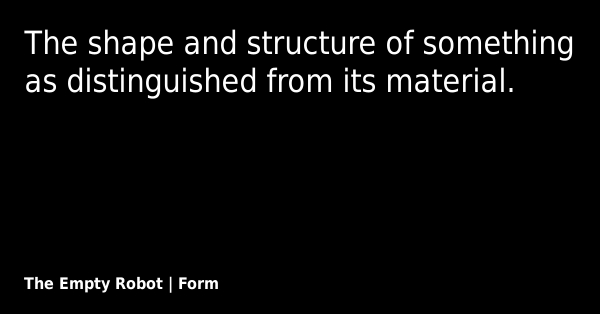 The shape and structure of something
as distinguished from its material.
The Empty Robot | Form